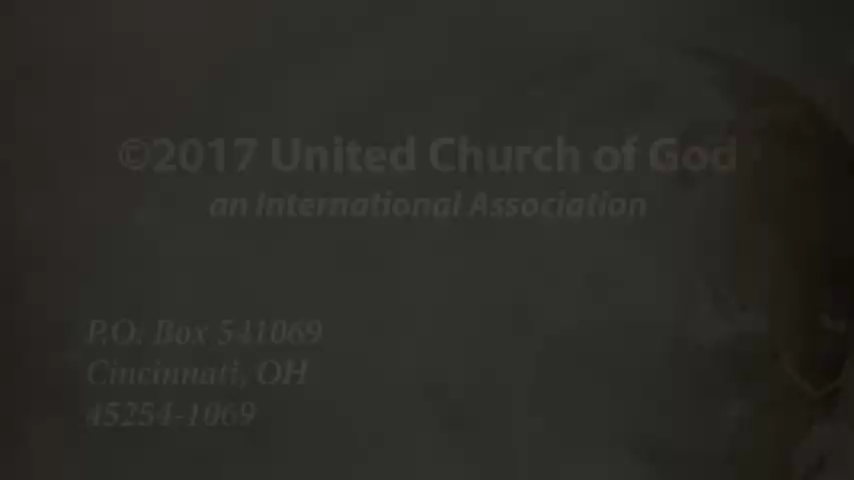 ©2017 United Church of God
an International Association
P.O. Box 541069
Cincinnati, OH
45254-1069